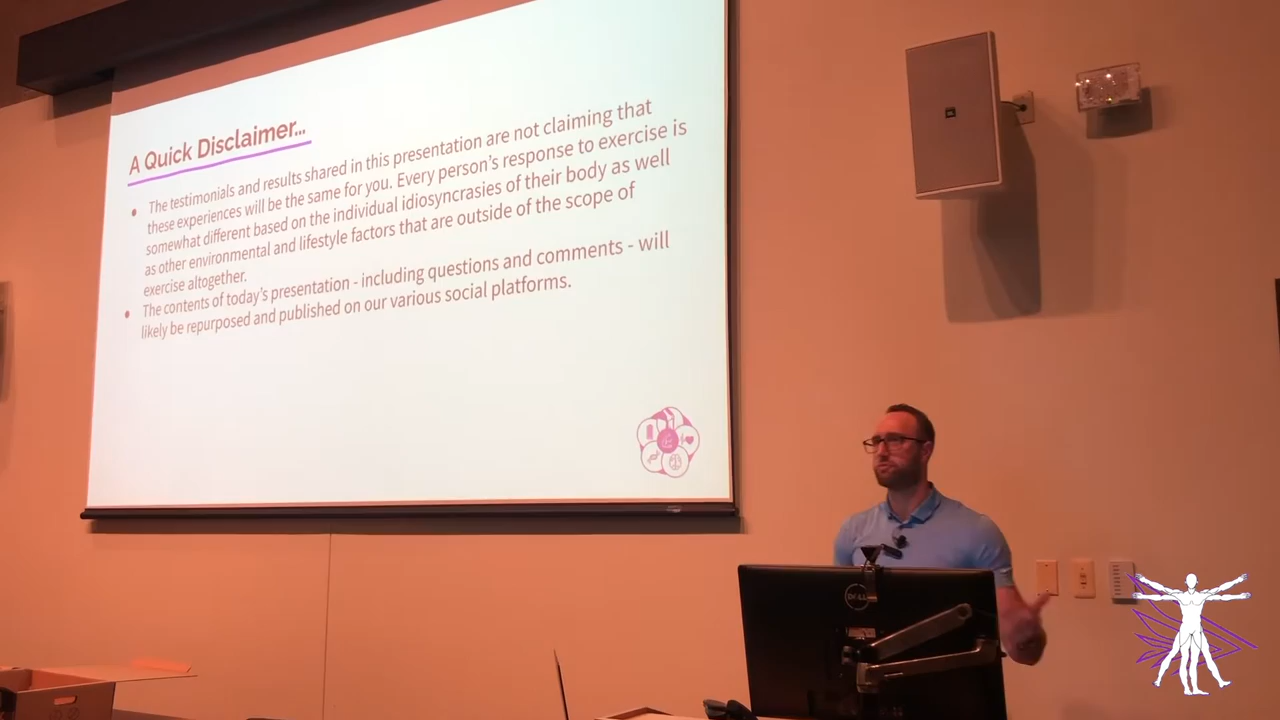 A Quick Disclaimer...
The testimonials and results shared in this presentation are not claiming that
these experiences will be the same for you. Every person's response to exercise is
somewhat different based on the individual idiosyncrasies of their body as well
as other environmental and lifestyle factors that are outside of the scope of
exercise altogether.
The contents of today's presentation - including questions and comments - will
likely be repurposed and published on our various social platforms.
DELL
JBL